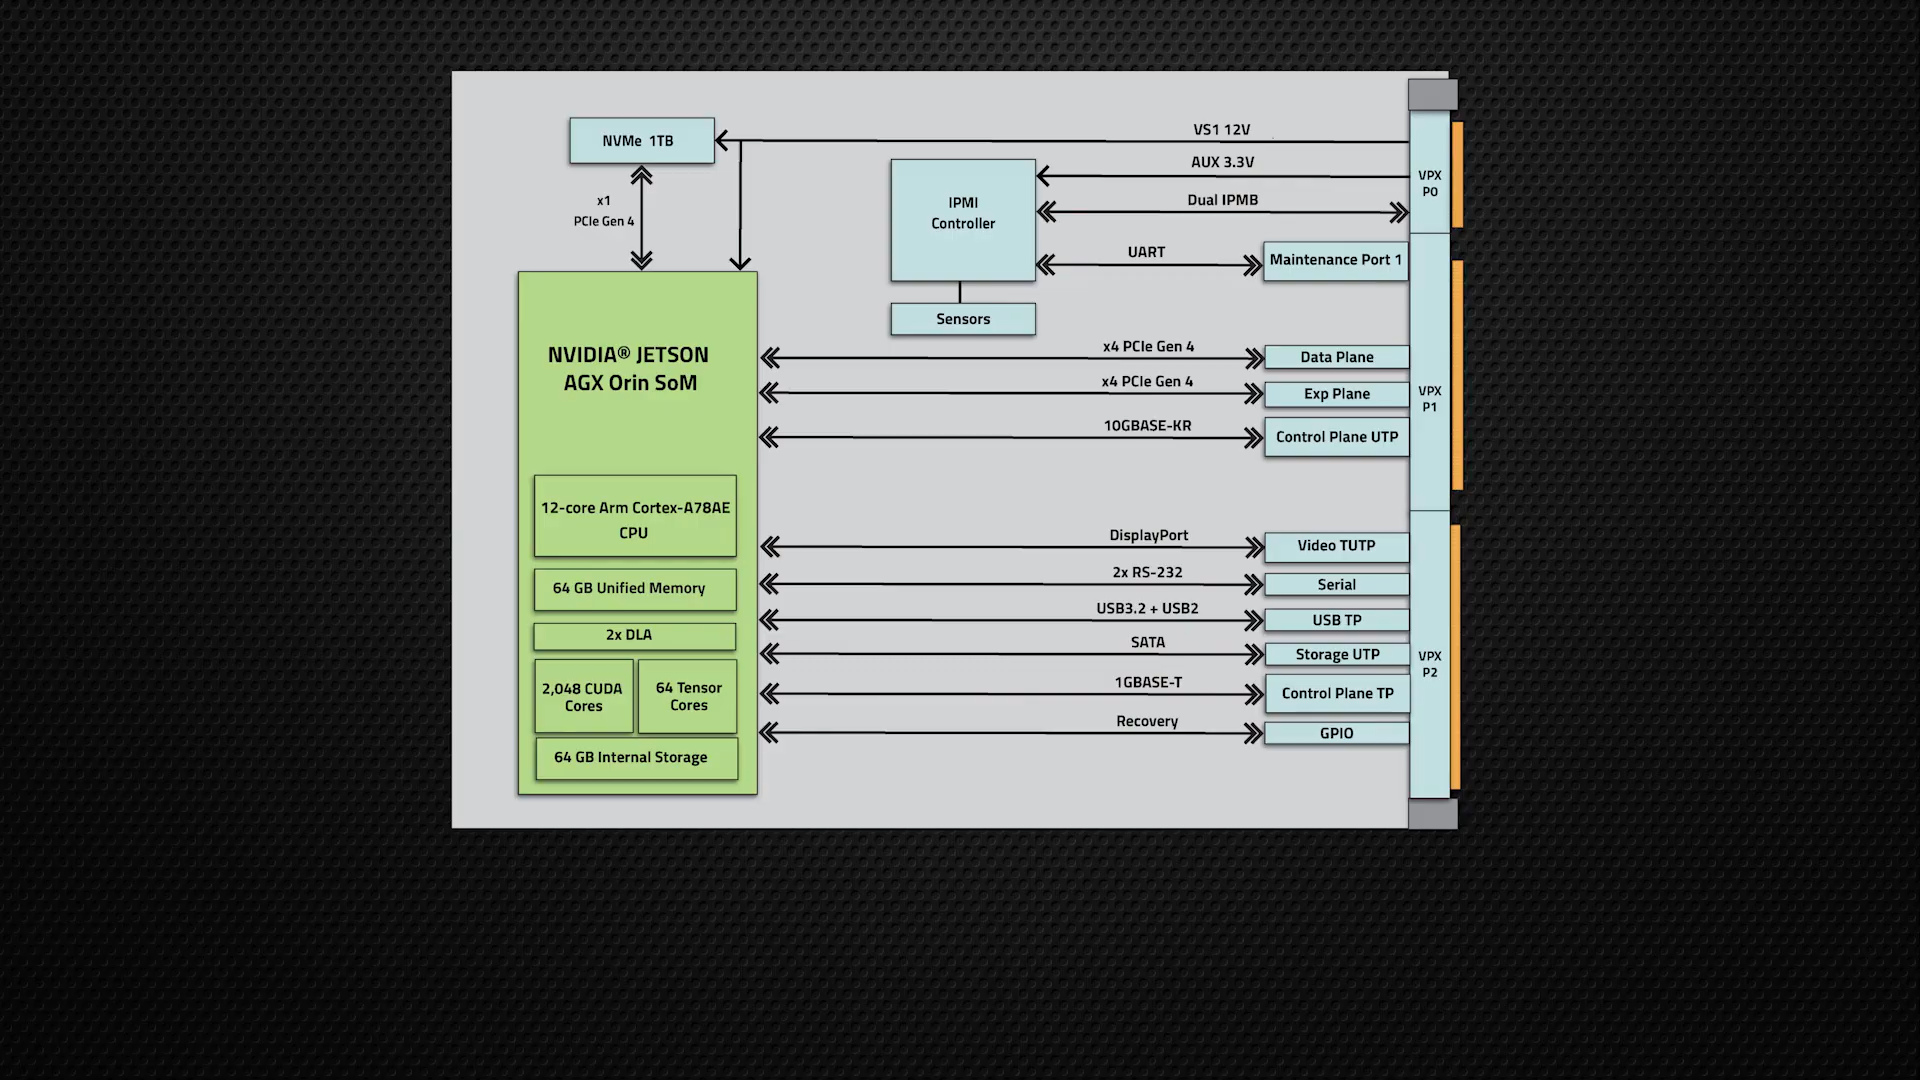 VS1 12V
NVMe 1TB
AUX 3.3V
VPX
P0
x1
PCIe Gen 4
IPMI
Controller
Dual IPMB
UART
Maintenance Port 1
Sensors
NVIDIA® JETSON
AGX Orin SoM
x4 PCIe Gen 4
Data Plane
x4 PCIe Gen 4
Exp Plane
VPX
P1
10GBASE-KR
Control Plane UTP
12-core Arm Cortex-A78AE
CPU
DisplayPort
Video TUTP
64 GB Unified Memory
2x RS-232
Serial
USB3.2 + USB2
USB TP
2x DLA
SATA
Storage UTP
VPX
P2
2,048 CUDA
Cores
64 Tensor
Cores
1GBASE-T
Control Plane TP
Recovery
GPIO
64 GB Internal Storage